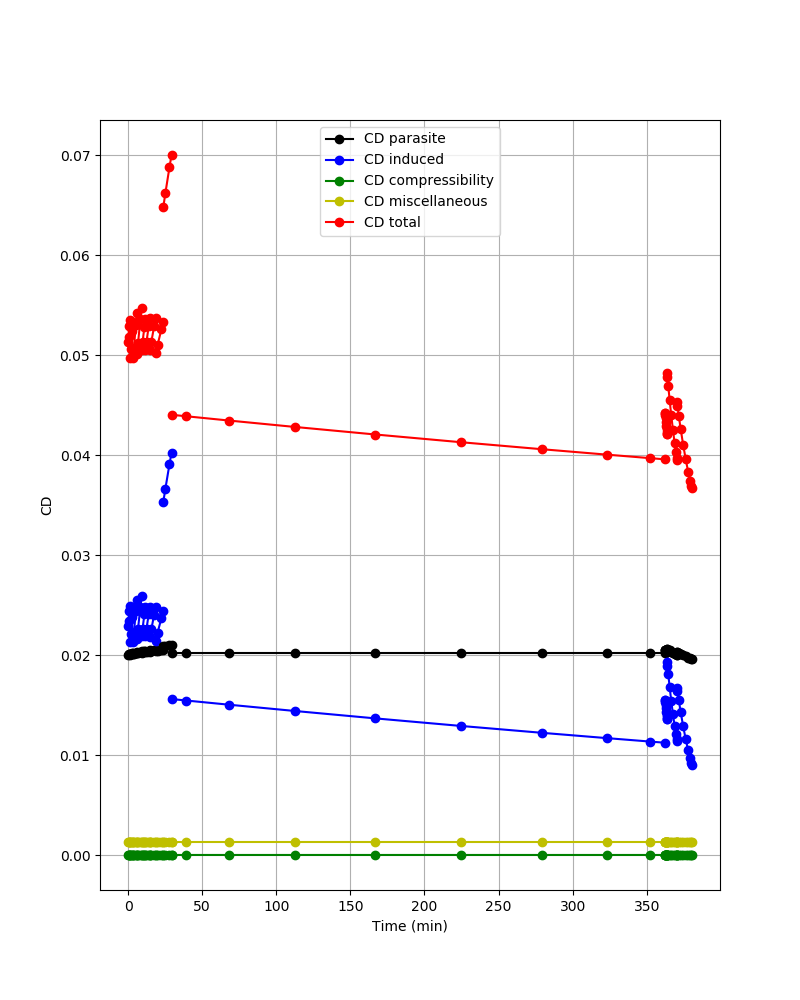 CD parasite
CD induced
CD compressibility
CD miscellaneous
CD total
0.07
0.06
0.05
0.04
0.03
0.02
0.01
0.00
CD
0 50 100 150 200 250 300 350
Time (min)